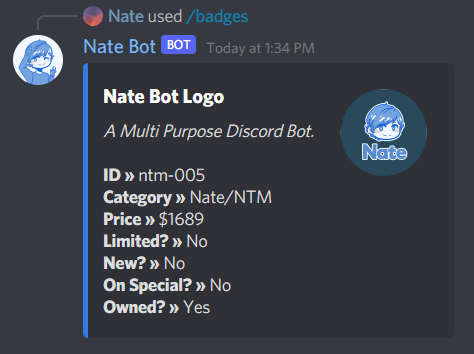 Nate used /badges
Nate Bot BOT Today at 1:34 PM
Nate Bot Logo
A Multi Purpose Discord Bot.
Nate
ID » ntm-005
Category » Nate/NTM
Price » $1689
Limited? » No
New? » No
On Special? » No
Owned? » Yes